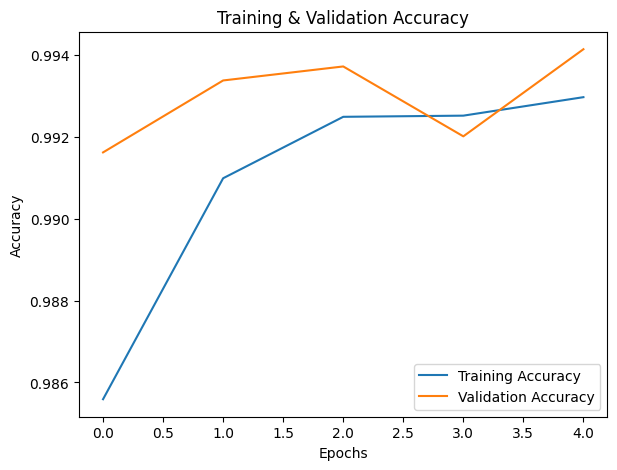 Training & Validation Accuracy
0.994
0.992
0.990
0.988
0.986
Accuracy
0.0 0.5 1.0 1.5 2.0 2.5 3.0 3.5 4.0
Epochs
Training Accuracy
Validation Accuracy